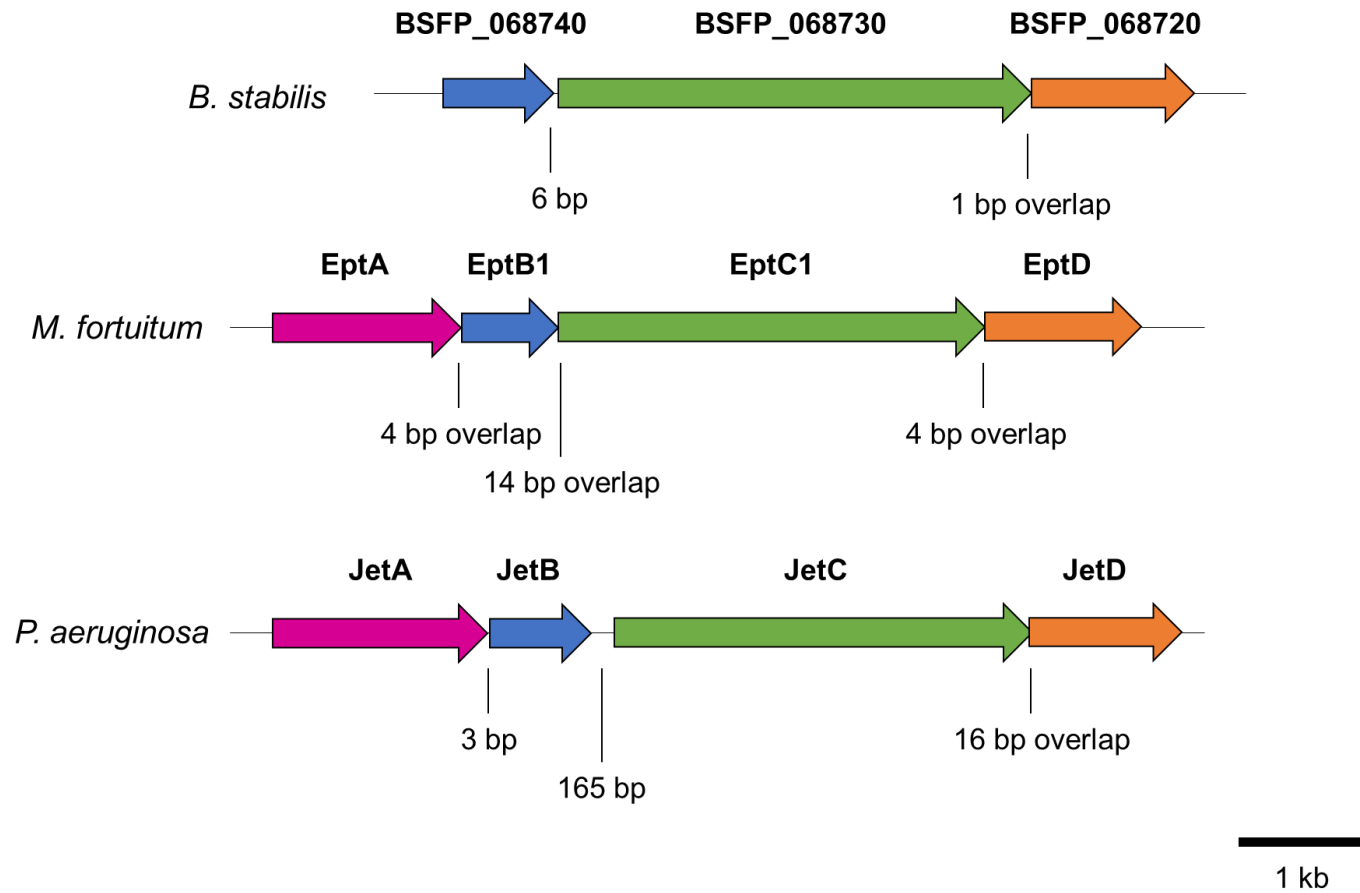 BSFP_068740 BSFP_068730 BSFP_068720
B. stabilis
6 bp
1 bp overlap
EptA EptB1 EptC1 EptD
M. fortuitum
4 bp overlap
4 bp overlap
14 bp overlap
JetA JetB JetC JetD
P. aeruginosa
3 bp
16 bp overlap
165 bp
1 kb